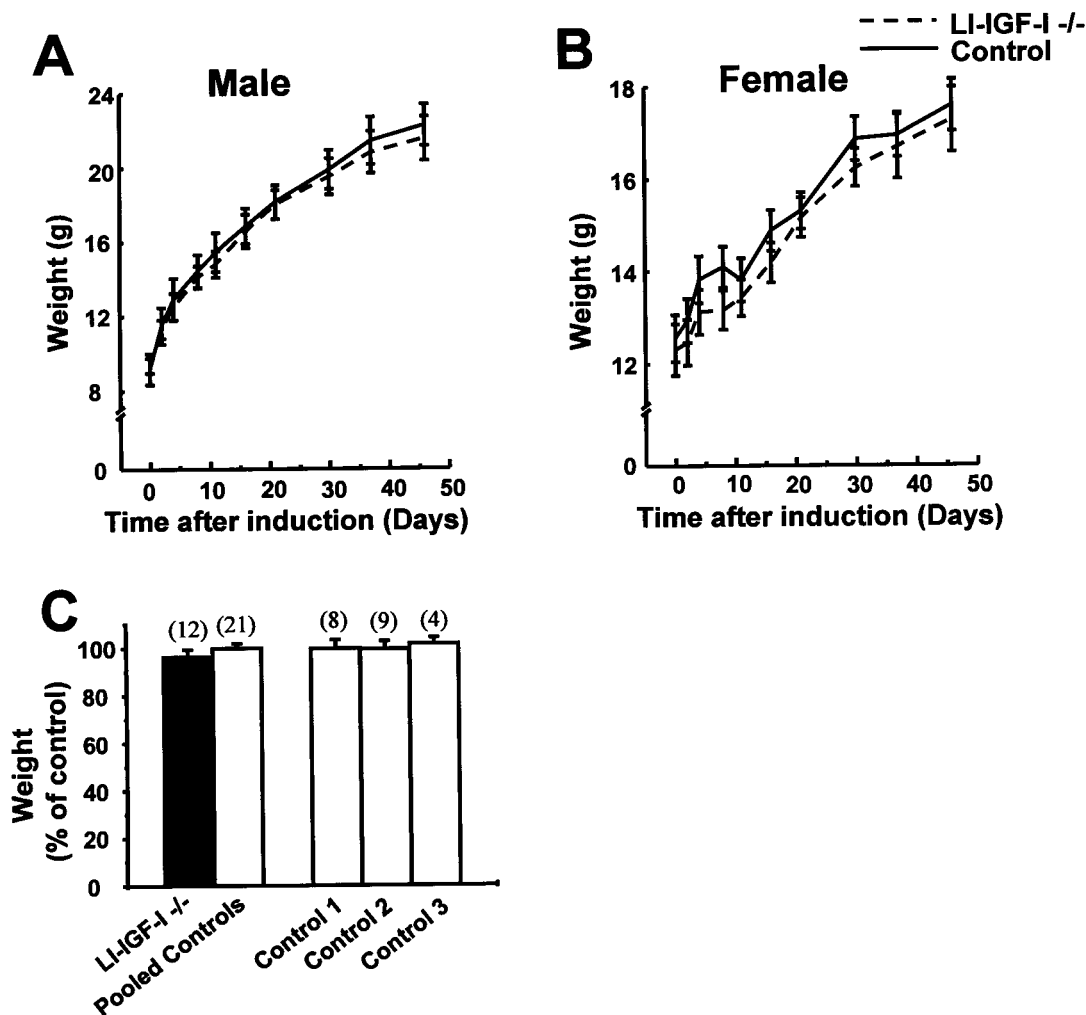 A
Male
Weight (g)
24
20
16
12
8
0
0 10 20 30 40 50
Time after induction (Days)
B
Female
LI-IGF-I -/-
Control
Weight (g)
18
16
14
12
0
0 10 20 30 40 50
Time after induction (Days)
C
Weight
(% of control)
100
80
60
40
20
0
(12) (21) (8) (9) (4)
LI-IGF-I -/-
Pooled Controls
Control 1
Control 2
Control 3